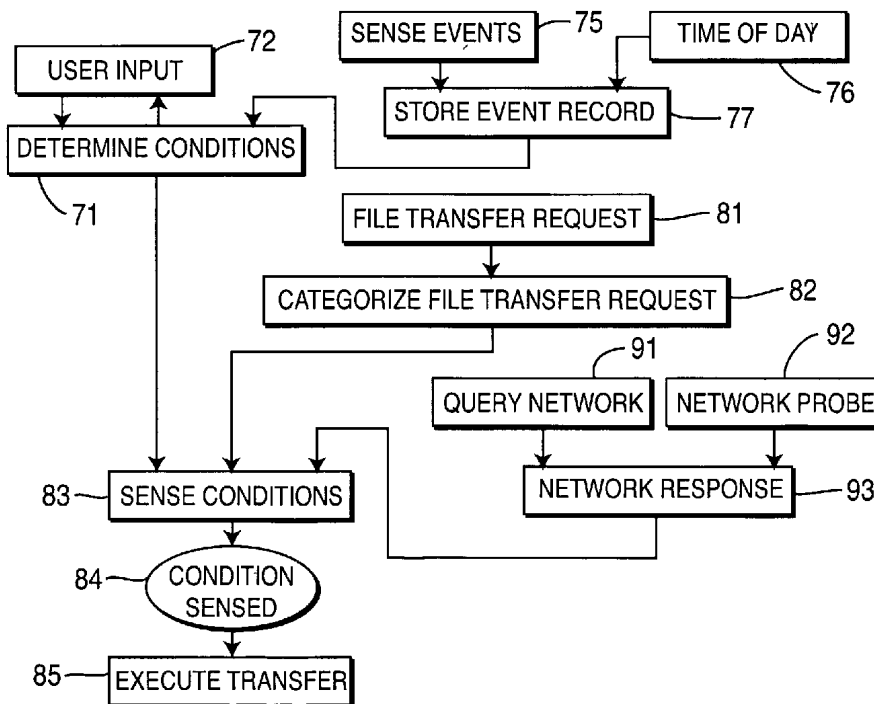 72
USER INPUT
SENSE EVENTS
75
TIME OF DAY
76
STORE EVENT RECORD
77
DETERMINE CONDITIONS
71
FILE TRANSFER REQUEST
81
CATEGORIZE FILE TRANSFER REQUEST
82
91
92
QUERY NETWORK
NETWORK PROBE
83
SENSE CONDITIONS
NETWORK RESPONSE
93
84
CONDITION
SENSED
85
EXECUTE TRANSFER